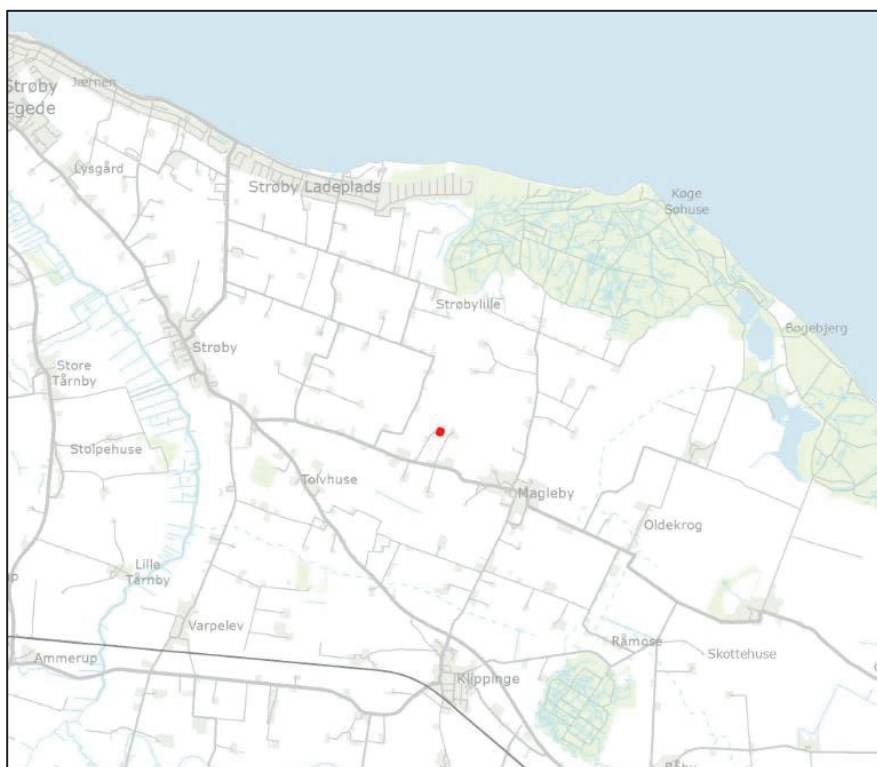 Jærnen
Strøby
Egede
Lysgård
Strøby Ladeplads
Køge
Søhuse
Strøbylille
Bøgebjerg
Strøby
Store
Tårnby
Stolpehuse
Tolvhuse
Magleby
Oldekrog
Lille
Tårnby
Varpelev
Råmose
Skottehuse
Ammerup
Klippinge